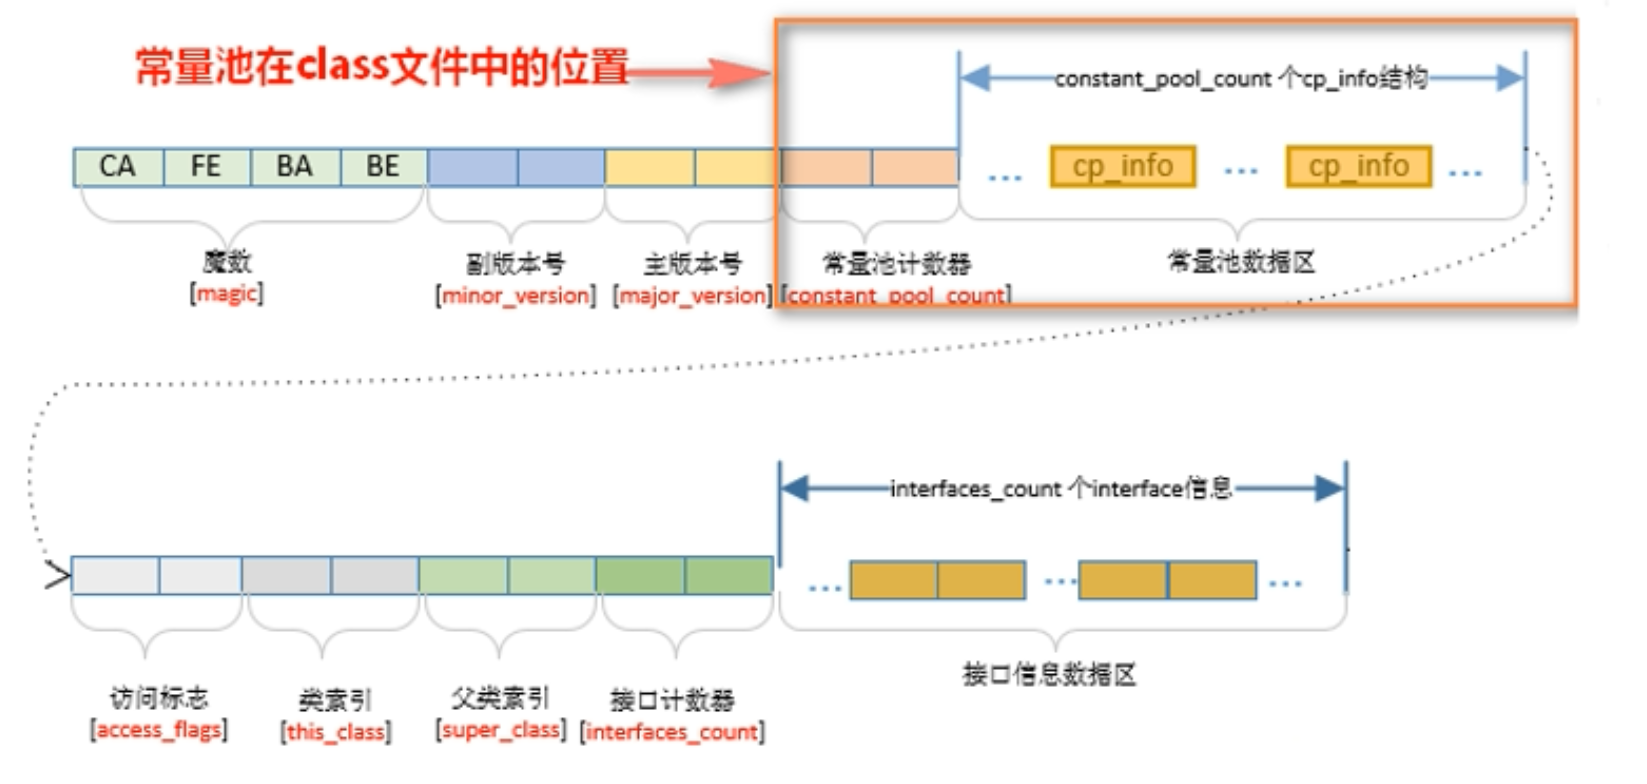 常量池在class文件中的位置
constant_pool_count 个cp_info结构
CA FE BA BE
... cp_info ... cp_info ...
魔数 副版本号 主版本号 常量池计数器 常量池数据区
[magic] [minor_version] [major_version] [constant_pool_count]
interfaces_count 个interface信息
... ... ...
接口信息数据区
访问标志 类索引 父类索引 接口计数器
[access_flags] [this_class] [super_class] [interfaces_count]